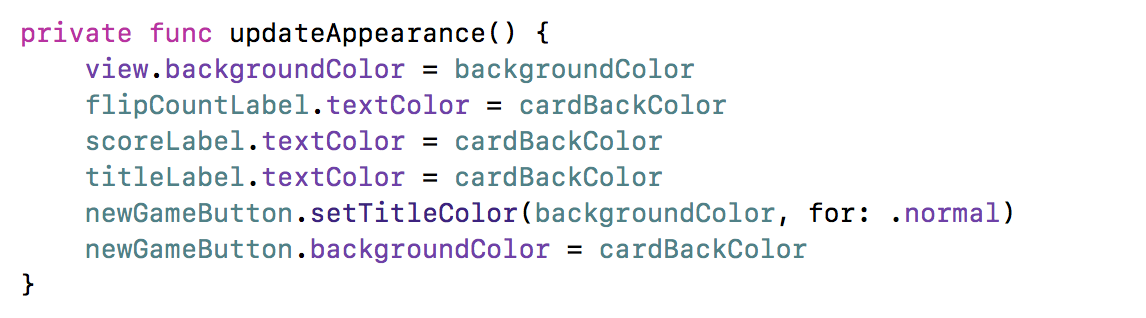 private func updateAppearance() {
    view.backgroundColor = backgroundColor
    flipCountLabel.textColor = cardBackColor
    scoreLabel.textColor = cardBackColor
    titleLabel.textColor = cardBackColor
    newGameButton.setTitleColor(backgroundColor, for: .normal)
    newGameButton.backgroundColor = cardBackColor
}